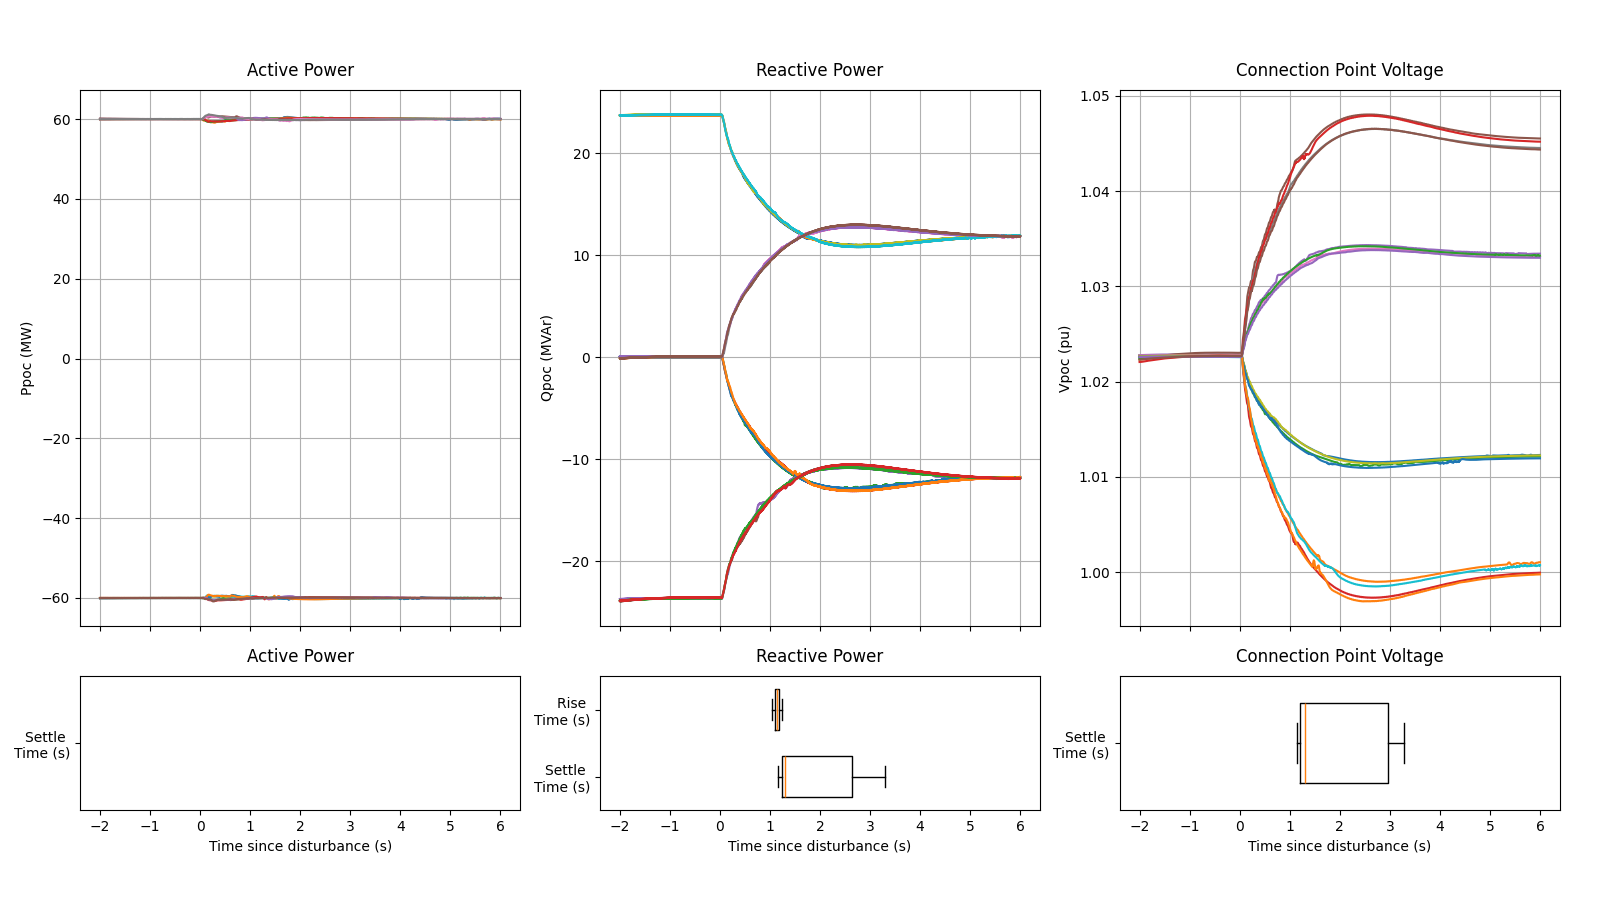 Active Power
Reactive Power
Connection Point Voltage
Ppoc (MW)
60
40
20
0
−20
−40
−60
Qpoc (MVAr)
20
10
0
−10
−20
Vpoc (pu)
1.05
1.04
1.03
1.02
1.01
1.00
Active Power
Reactive Power
Connection Point Voltage
Settle
Time (s)
Rise
Time (s)
Settle
Time (s)
Settle
Time (s)
−2 −1 0 1 2 3 4 5 6
−2 −1 0 1 2 3 4 5 6
−2 −1 0 1 2 3 4 5 6
Time since disturbance (s)
Time since disturbance (s)
Time since disturbance (s)